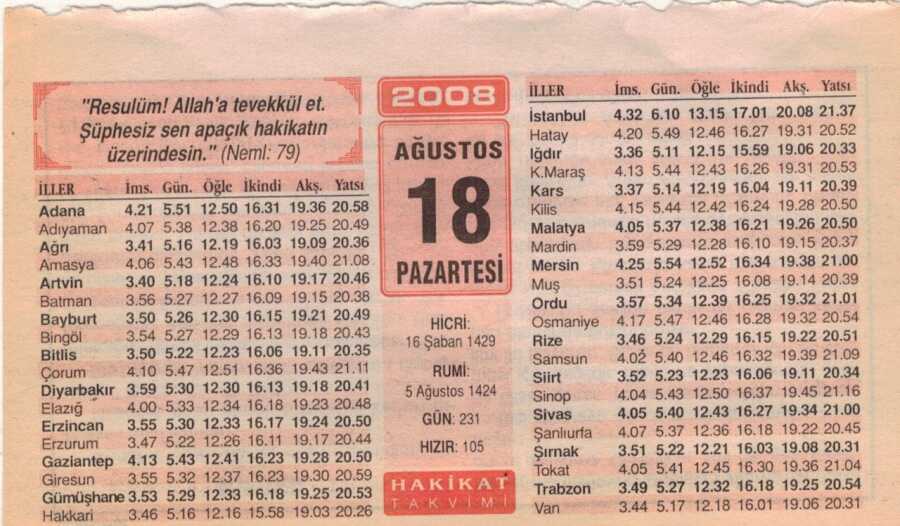 "Resulüm! Allah'a tevekkül et.
Şüphesiz sen apaçık hakikatın
üzerindesin." (Neml: 79)
İLLER İms. Gün. Öğle İkindi Akş. Yatsı
Adana 4.21 5.51 12.50 16.31 19.36 20.58
Adıyaman 4.07 5.38 12.38 16.20 19.25 20.49
Ağrı 3.41 5.16 12.19 16.03 19.09 20.36
Amasya 4.06 5.43 12.48 16.33 19.40 21.08
Artvin 3.40 5.18 12.24 16.10 19.17 20.46
Batman 3.56 5.27 12.27 16.09 19.15 20.38
Bayburt 3.50 5.26 12.30 16.15 19.21 20.49
Bingöl 3.54 5.27 12.29 16.13 19.18 20.43
Bitlis 3.50 5.22 12.23 16.06 19.11 20.35
Çorum 4.10 5.47 12.51 16.36 19.43 21.11
Diyarbakır 3.59 5.30 12.30 16.13 19.18 20.41
Elazığ 4.00 5.33 12.34 16.18 19.23 20.48
Erzincan 3.55 5.30 12.33 16.17 19.24 20.50
Erzurum 3.47 5.22 12.26 16.11 19.17 20.44
Gaziantep 4.13 5.43 12.41 16.23 19.28 20.50
Giresun 3.55 5.32 12.37 16.23 19.30 20.59
Gümüşhane 3.53 5.29 12.33 16.18 19.25 20.53
Hakkari 3.46 5.16 12.16 15.58 19.03 20.26
2008
AĞUSTOS
18
PAZARTESİ
HİCRİ:
16 Şaban 1429
RUMİ:
5 Ağustos 1424
GÜN: 231
HIZIR: 105
HAKİKAT
TAKVİMİ
İLLER İms. Gün. Öğle İkindi Akş. Yatsı
İstanbul 4.32 6.10 13.15 17.01 20.08 21.37
Hatay 4.20 5.49 12.46 16.27 19.31 20.52
Iğdır 3.36 5.11 12.15 15.59 19.06 20.33
K.Maraş 4.13 5.44 12.43 16.26 19.31 20.53
Kars 3.37 5.14 12.19 16.04 19.11 20.39
Kilis 4.15 5.44 12.42 16.24 19.28 20.50
Malatya 4.05 5.37 12.38 16.21 19.26 20.50
Mardin 3.59 5.29 12.28 16.10 19.15 20.37
Mersin 4.25 5.54 12.52 16.34 19.38 21.00
Muş 3.51 5.24 12.25 16.08 19.14 20.39
Ordu 3.57 5.34 12.39 16.25 19.32 21.01
Osmaniye 4.17 5.47 12.46 16.28 19.32 20.54
Rize 3.46 5.24 12.29 16.15 19.22 20.51
Samsun 4.02 5.40 12.46 16.32 19.39 21.09
Siirt 3.52 5.23 12.23 16.06 19.11 20.34
Sinop 4.04 5.43 12.50 16.37 19.45 21.16
Sivas 4.05 5.40 12.43 16.27 19.34 21.00
Şanlıurfa 4.07 5.37 12.36 16.18 19.22 20.45
Şırnak 3.51 5.22 12.21 16.03 19.08 20.31
Tokat 4.05 5.41 12.45 16.30 19.36 21.04
Trabzon 3.49 5.27 12.32 16.18 19.25 20.54
Van 3.44 5.17 12.18 16.01 19.06 20.31